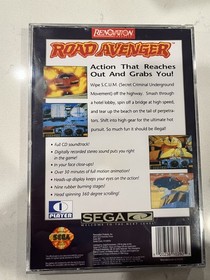 RENOVATION
ROAD AVENGER
Action That Reaches
Out And Grabs You!
Wipe S.C.U.M. (Secret Criminal Underground
Movement) off the highway. Smash through
a hotel lobby, spin off a bridge at high-speed,
and tear up the beach on the tail of perpetra-
tors. Shift into high gear for the ultimate hot
pursuit. So much fun it should be illegal!
• Full CD soundtrack!
• Digitally recorded stereo sound puts you right
in the game!
• In your face close-ups!
• Over 30 minutes of full motion animation!
• Heads-up display keeps your eyes on the action!
• Nine rubber burning stages!
• Head spinning 360 degree scrolling!
1 PLAYER
SEGA CD
WELCOME TO THE NEXT LEVEL
SEGA